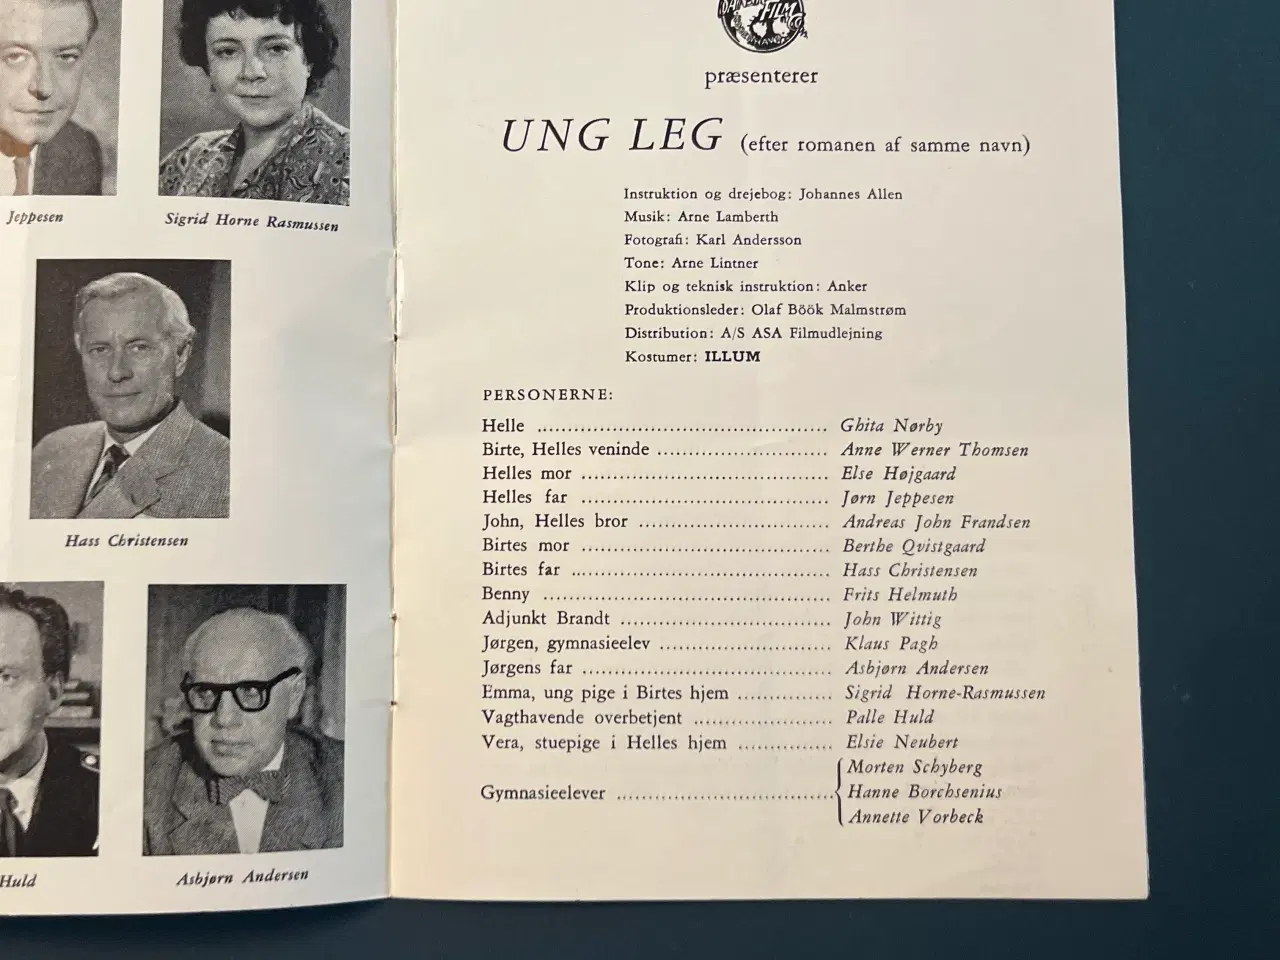 Jeppesen
Sigrid Horne Rasmussen
Hass Christensen
Huld
Asbjørn Andersen
FILM
præsenterer
UNG LEG (efter romanen af samme navn)
Instruktion og drejebog: Johannes Allen
Musik: Arne Lamberth
Fotografi: Karl Andersson
Tone: Arne Lintner
Klip og teknisk instruktion: Anker
Produktionsleder: Olaf Böök Malmstrøm
Distribution: A/S ASA Filmudlejning
Kostumer: ILLUM
PERSONERNE:
Helle ........................................ Ghita Nørby
Birte, Helles veninde ........................ Anne Werner Thomsen
Helles mor ................................... Else Højgaard
Helles far ................................... Jørn Jeppesen
John, Helles bror ............................ Andreas John Frandsen
Birtes mor ................................... Berthe Qvistgaard
Birtes far ................................... Hass Christensen
Benny ........................................ Frits Helmuth
Adjunkt Brandt ............................... John Wittig
Jørgen, gymnasieelev ......................... Klaus Pagh
Jørgens far .................................. Asbjørn Andersen
Emma, ung pige i Birtes hjem .............. Sigrid Horne-Rasmussen
Vagthavende overbetjent .................... Palle Huld
Vera, stuepige i Helles hjem .............. Elsie Neubert
Morten Schyberg
Gymnasieelever ............................... Hanne Borchsenius
Annette Vorbeck